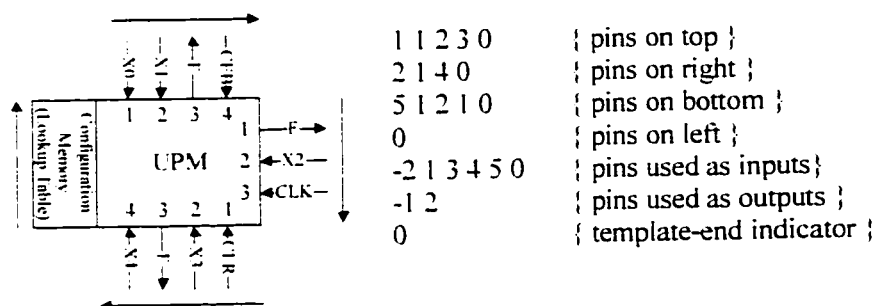 X0 X1 F
1 2 3 4
Configuration
Memory
(Lookup Table)
UPM
1 F
2 X2
3 CLK
4 3 2 1
F X3 CLR
1 1 2 3 0 { pins on top }
2 1 4 0 { pins on right }
5 1 2 1 0 { pins on bottom }
0 { pins on left }
-2 1 3 4 5 0 { pins used as inputs}
-1 2 { pins used as outputs }
0 { template-end indicator }